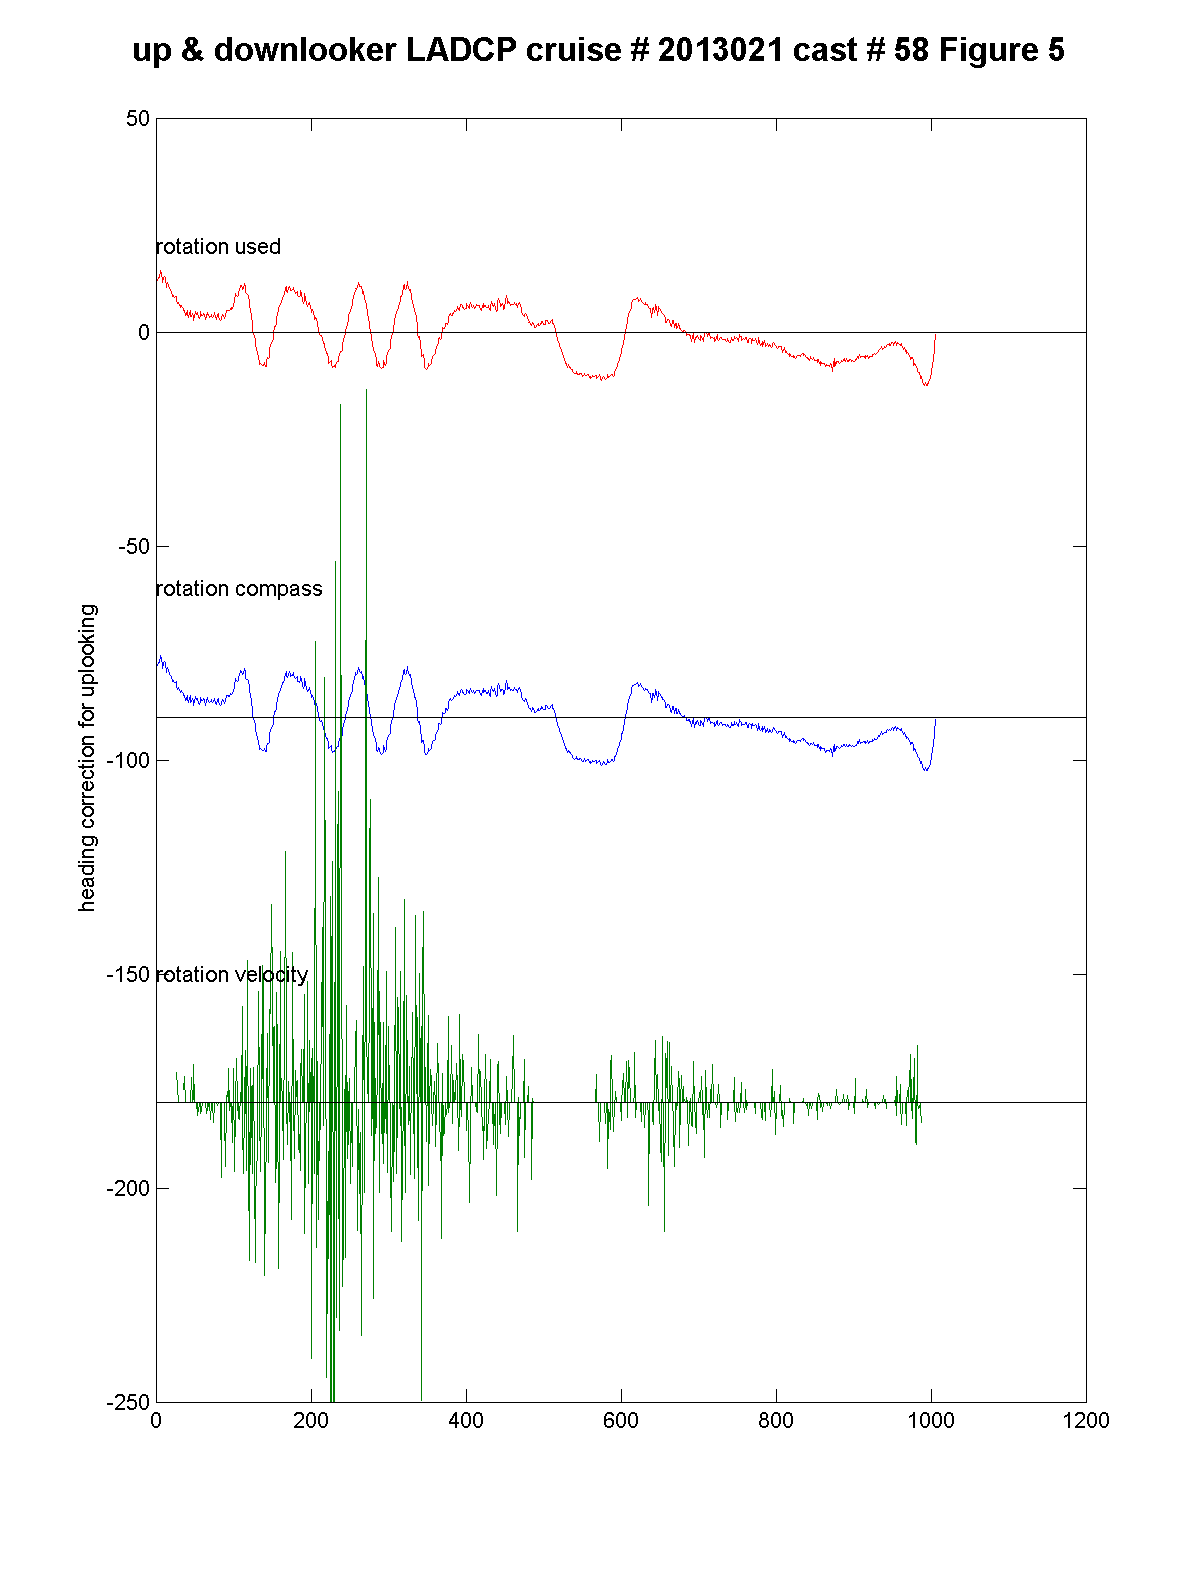 up & downlooker LADCP cruise # 2013021 cast # 58 Figure 5
50
rotation used
0
-50
rotation compass
heading correction for uplooking
-100
-150
rotation velocity
-200
-250
0 200 400 600 800 1000 1200